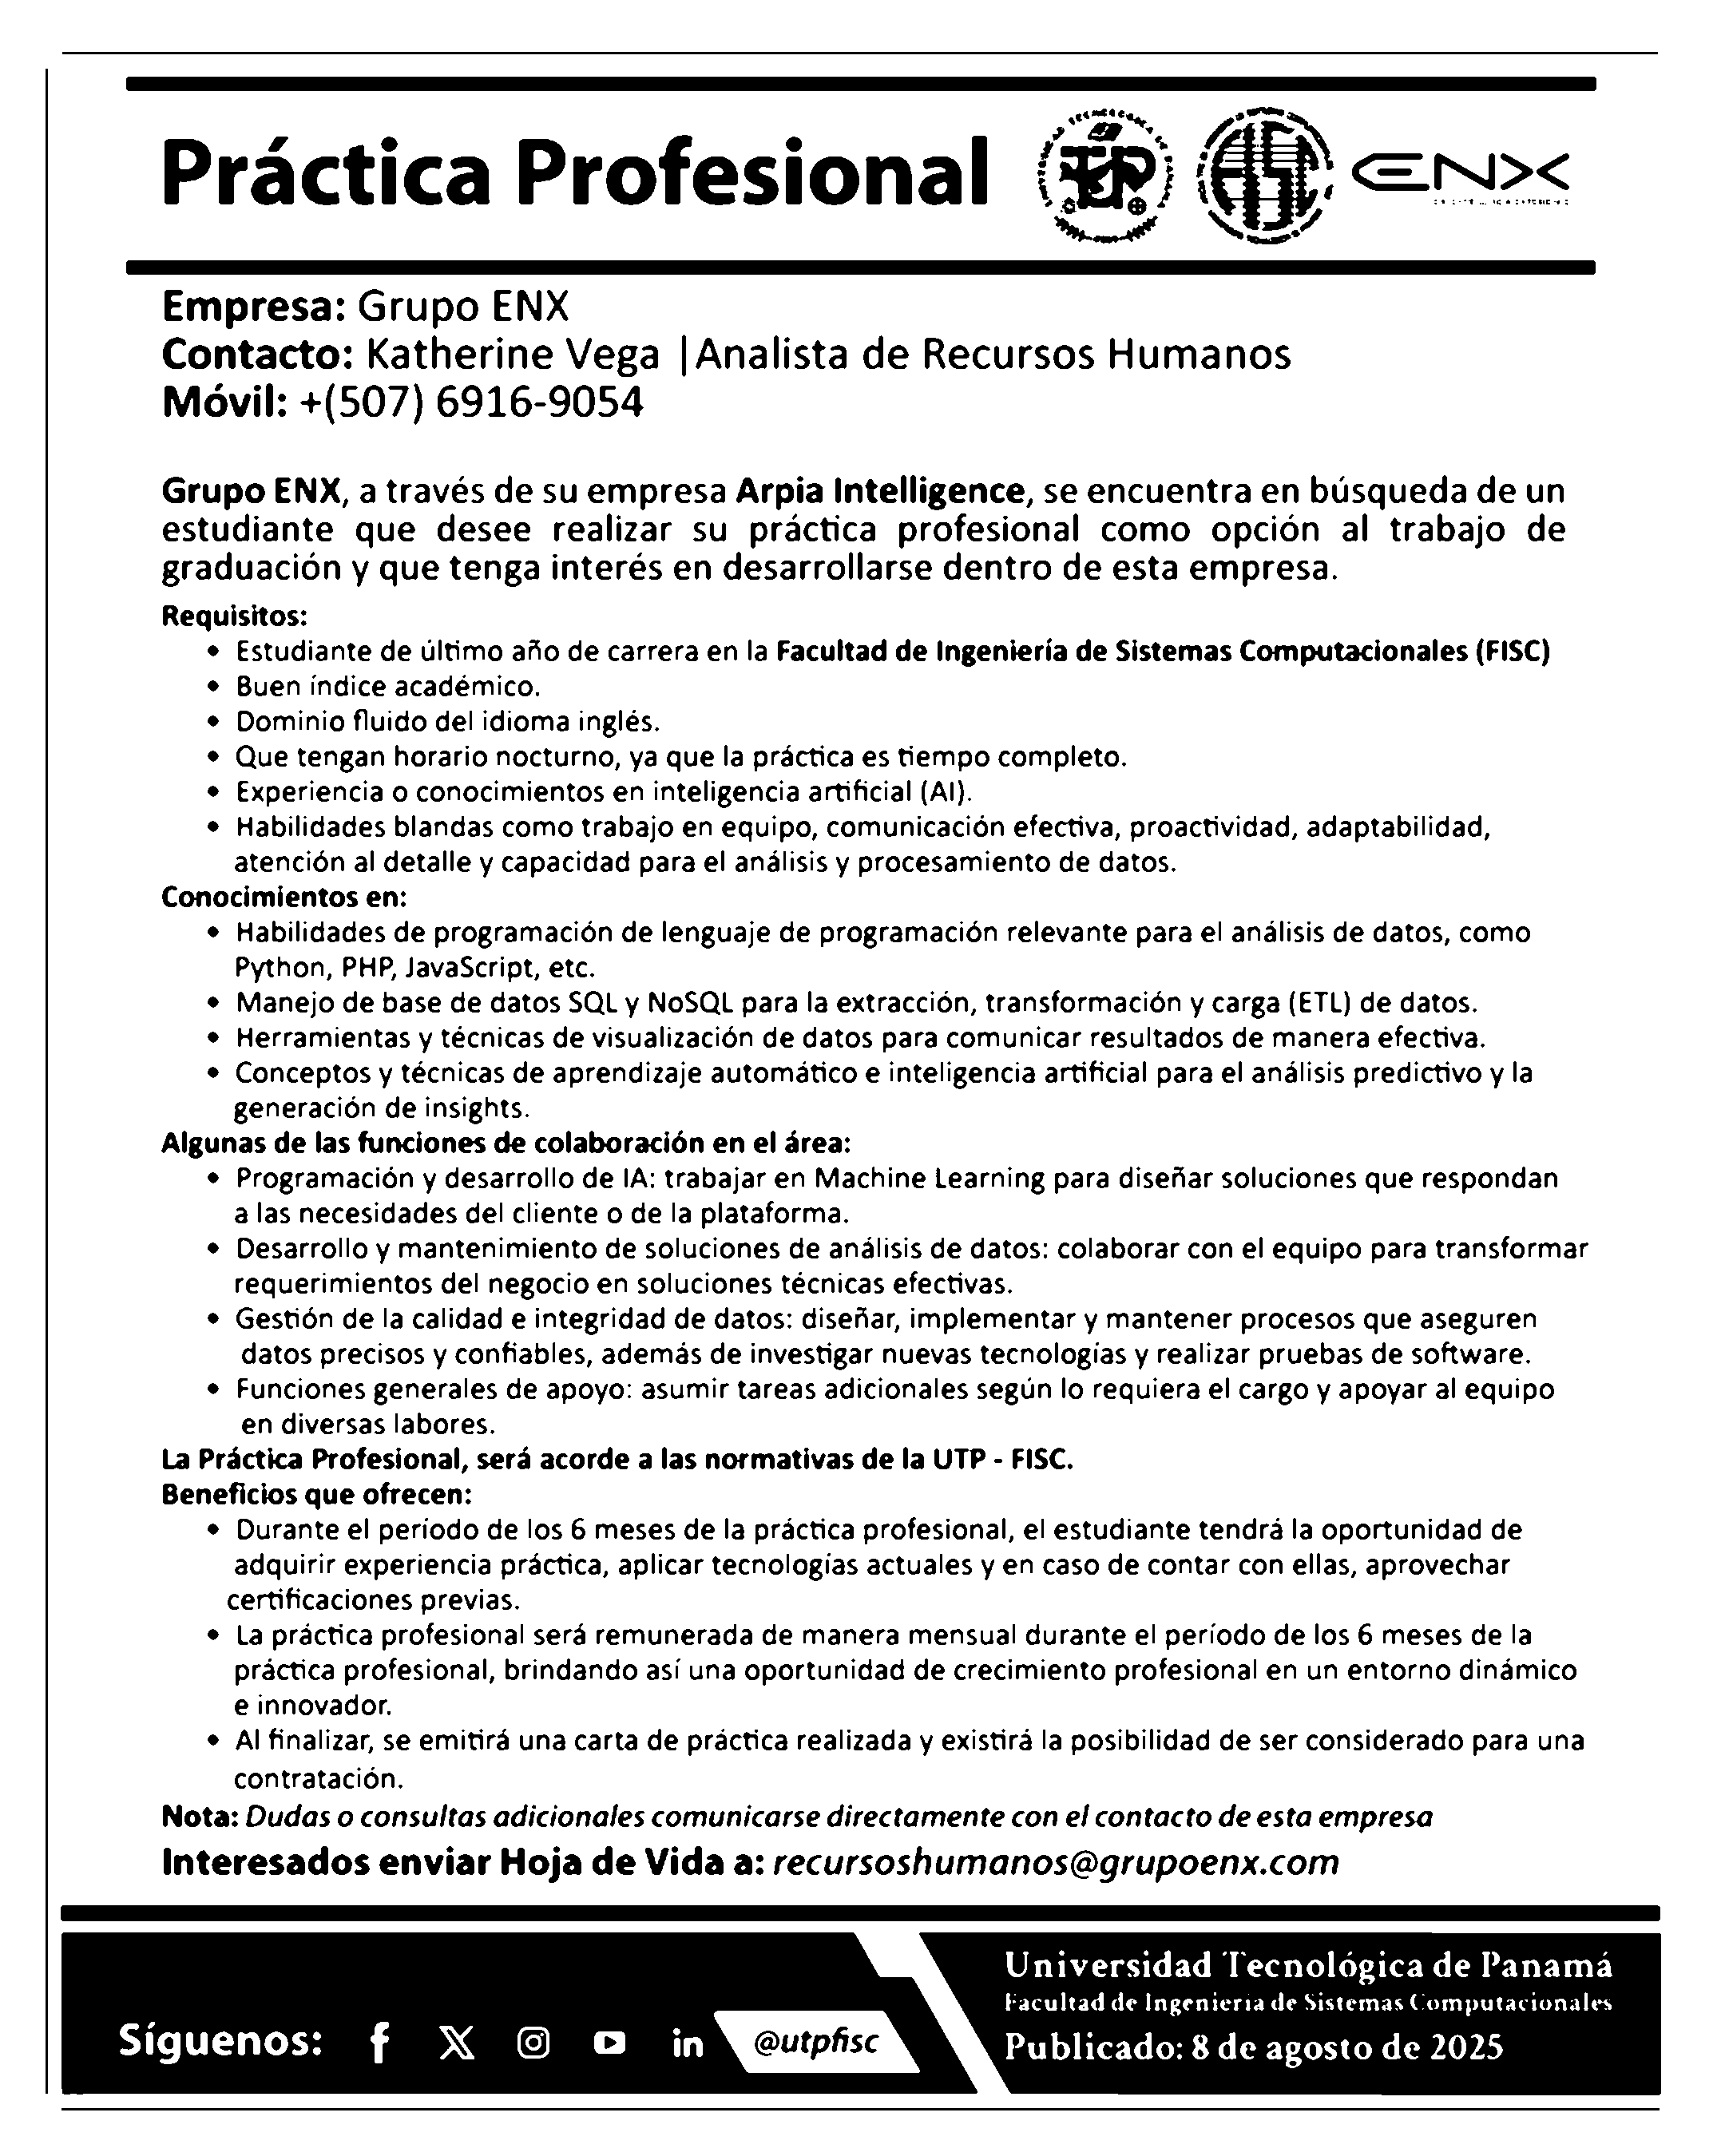 Práctica Profesional
UTP
FISC
ENX
Empresa: Grupo ENX
Contacto: Katherine Vega |Analista de Recursos Humanos
Móvil: +(507) 6916-9054
Grupo ENX, a través de su empresa Arpia Intelligence, se encuentra en búsqueda de un
estudiante que desee realizar su práctica profesional como opción al trabajo de
graduación y que tenga interés en desarrollarse dentro de esta empresa.
Requisitos:
• Estudiante de último año de carrera en la Facultad de Ingeniería de Sistemas Computacionales (FISC)
• Buen índice académico.
• Dominio fluido del idioma inglés.
• Que tengan horario nocturno, ya que la práctica es tiempo completo.
• Experiencia o conocimientos en inteligencia artificial (AI).
• Habilidades blandas como trabajo en equipo, comunicación efectiva, proactividad, adaptabilidad,
atención al detalle y capacidad para el análisis y procesamiento de datos.
Conocimientos en:
• Habilidades de programación de lenguaje de programación relevante para el análisis de datos, como
Python, PHP, JavaScript, etc.
• Manejo de base de datos SQL y NoSQL para la extracción, transformación y carga (ETL) de datos.
• Herramientas y técnicas de visualización de datos para comunicar resultados de manera efectiva.
• Conceptos y técnicas de aprendizaje automático e inteligencia artificial para el análisis predictivo y la
generación de insights.
Algunas de las funciones de colaboración en el área:
• Programación y desarrollo de IA: trabajar en Machine Learning para diseñar soluciones que respondan
a las necesidades del cliente o de la plataforma.
• Desarrollo y mantenimiento de soluciones de análisis de datos: colaborar con el equipo para transformar
requerimientos del negocio en soluciones técnicas efectivas.
• Gestión de la calidad e integridad de datos: diseñar, implementar y mantener procesos que aseguren
datos precisos y confiables, además de investigar nuevas tecnologías y realizar pruebas de software.
• Funciones generales de apoyo: asumir tareas adicionales según lo requiera el cargo y apoyar al equipo
en diversas labores.
La Práctica Profesional, será acorde a las normativas de la UTP - FISC.
Beneficios que ofrecen:
• Durante el período de los 6 meses de la práctica profesional, el estudiante tendrá la oportunidad de
adquirir experiencia práctica, aplicar tecnologías actuales y en caso de contar con ellas, aprovechar
certificaciones previas.
• La práctica profesional será remunerada de manera mensual durante el período de los 6 meses de la
práctica profesional, brindando así una oportunidad de crecimiento profesional en un entorno dinámico
e innovador.
• Al finalizar, se emitirá una carta de práctica realizada y existirá la posibilidad de ser considerado para una
contratación.
Nota: Dudas o consultas adicionales comunicarse directamente con el contacto de esta empresa
Interesados enviar Hoja de Vida a: recursoshumanos@grupoenx.com
Universidad Tecnológica de Panamá
Facultad de Ingeniería de Sistemas Computacionales
Publicado: 8 de agosto de 2025
Síguenos: @utpfisc